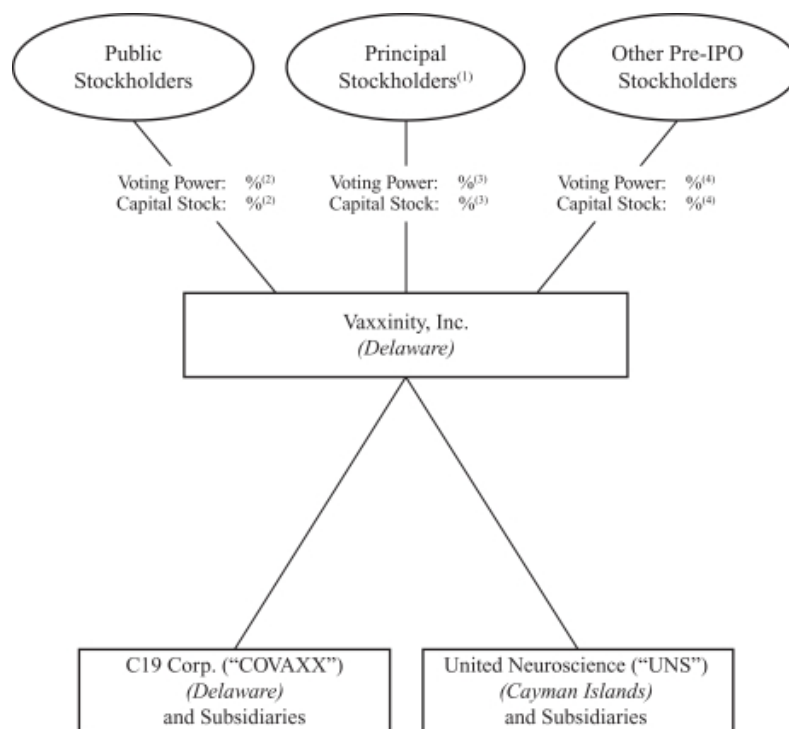 Public
Stockholders
Principal
Stockholders(1)
Other Pre-IPO
Stockholders
Voting Power: %(2)
Capital Stock: %(2)
Voting Power: %(3)
Capital Stock: %(3)
Voting Power: %(4)
Capital Stock: %(4)
Vaxxinity, Inc.
(Delaware)
C19 Corp. (“COVAXX”)
(Delaware)
and Subsidiaries
United Neuroscience (“UNS”)
(Cayman Islands)
and Subsidiaries